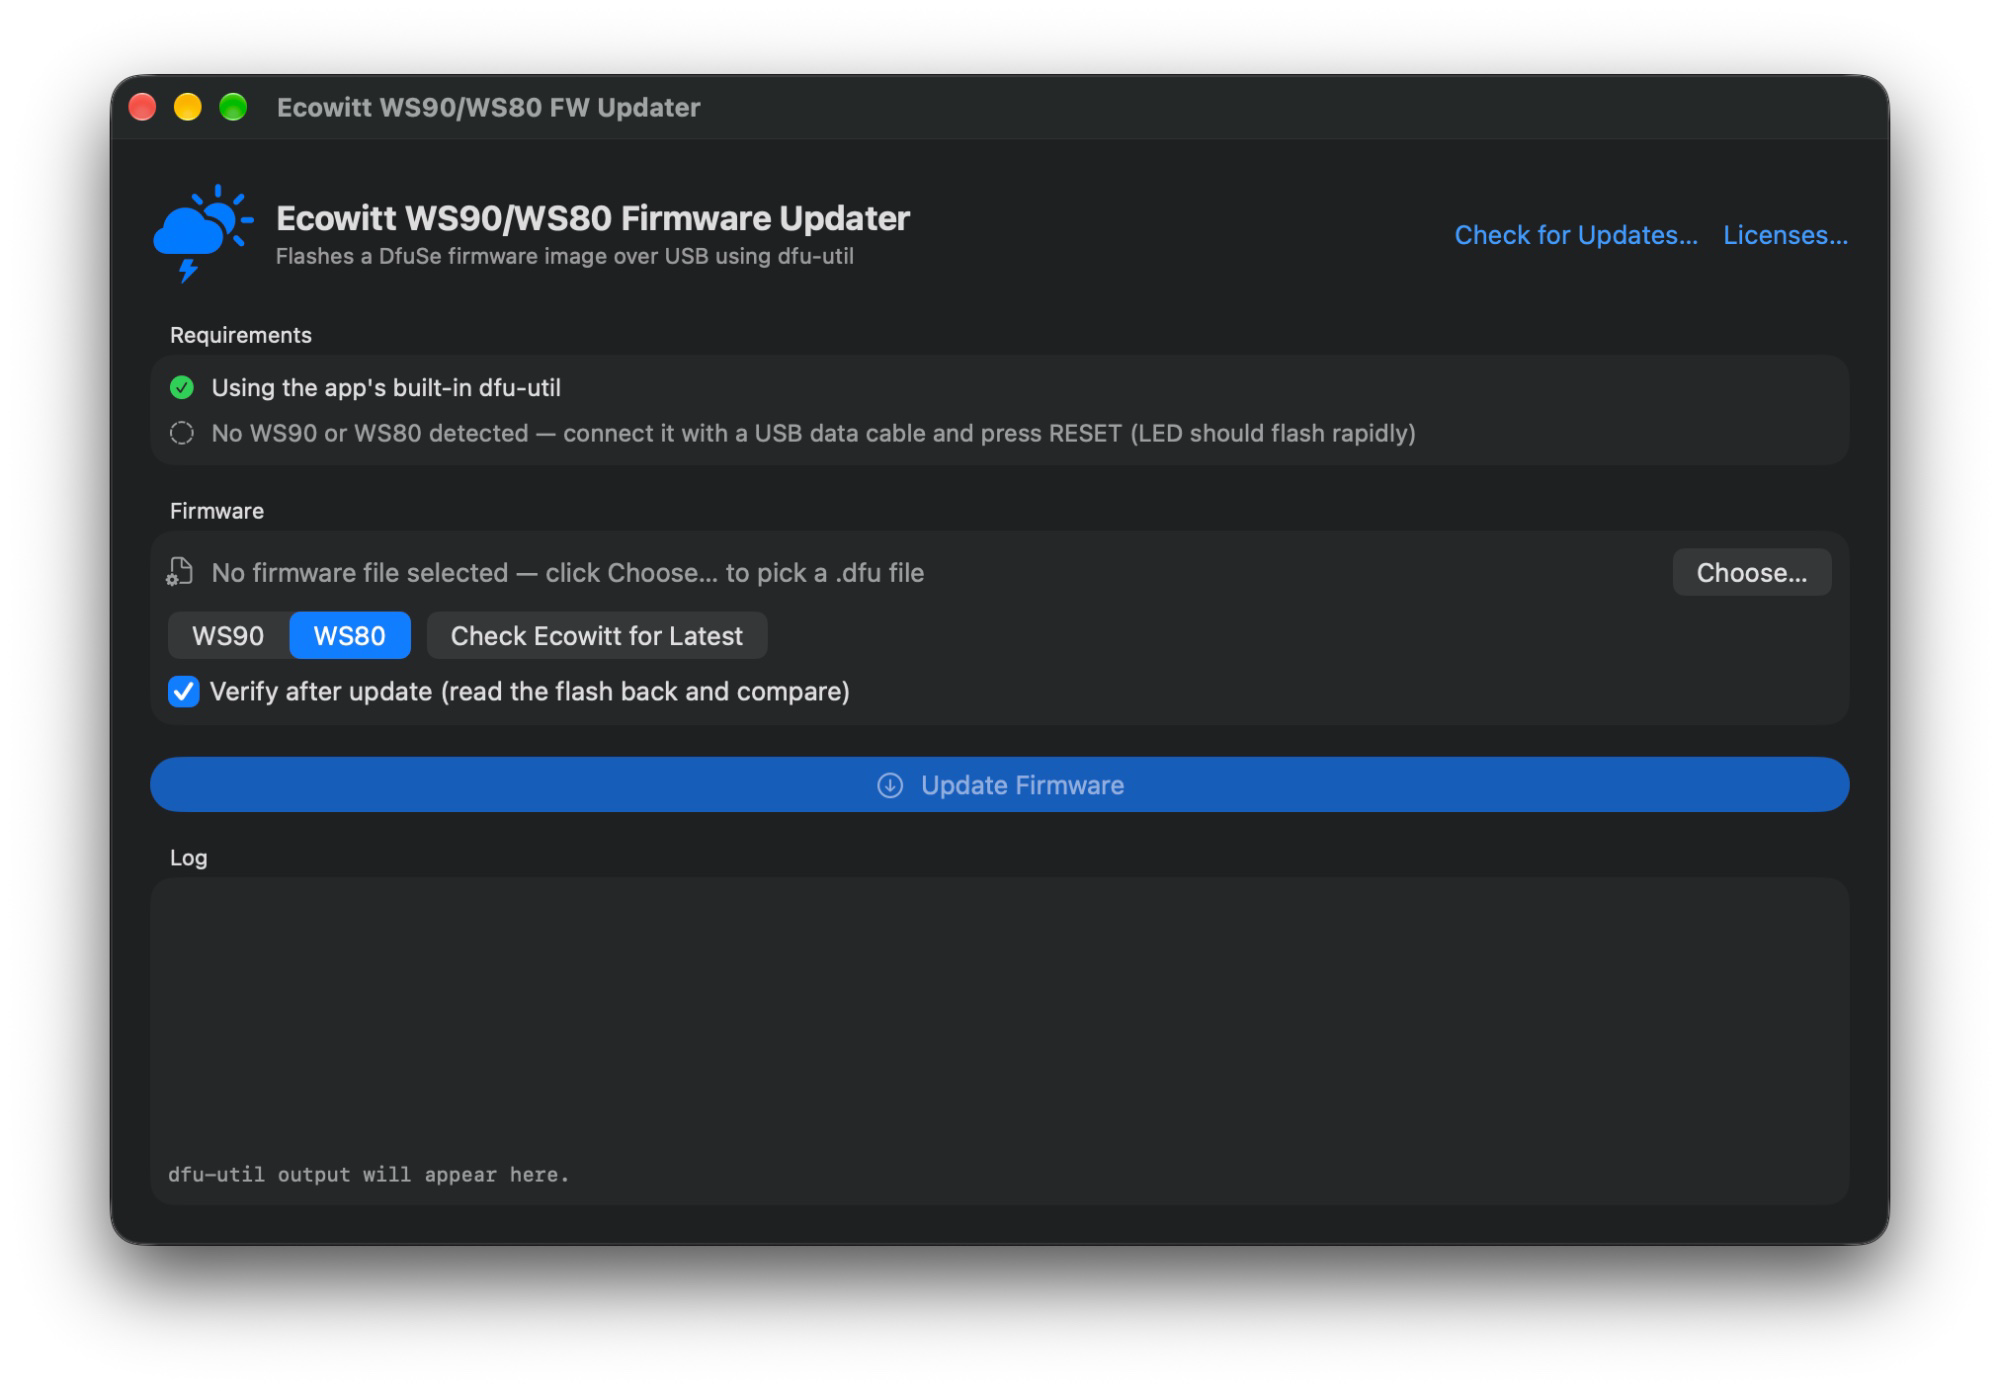 Ecowitt WS90/WS80 FW Updater
Ecowitt WS90/WS80 Firmware Updater
Flashes a DfuSe firmware image over USB using dfu-util
Check for Updates... Licenses...
Requirements
Using the app's built-in dfu-util
No WS90 or WS80 detected — connect it with a USB data cable and press RESET (LED should flash rapidly)
Firmware
No firmware file selected — click Choose... to pick a .dfu file
Choose...
WS90 WS80 Check Ecowitt for Latest
Verify after update (read the flash back and compare)
Update Firmware
Log
dfu-util output will appear here.